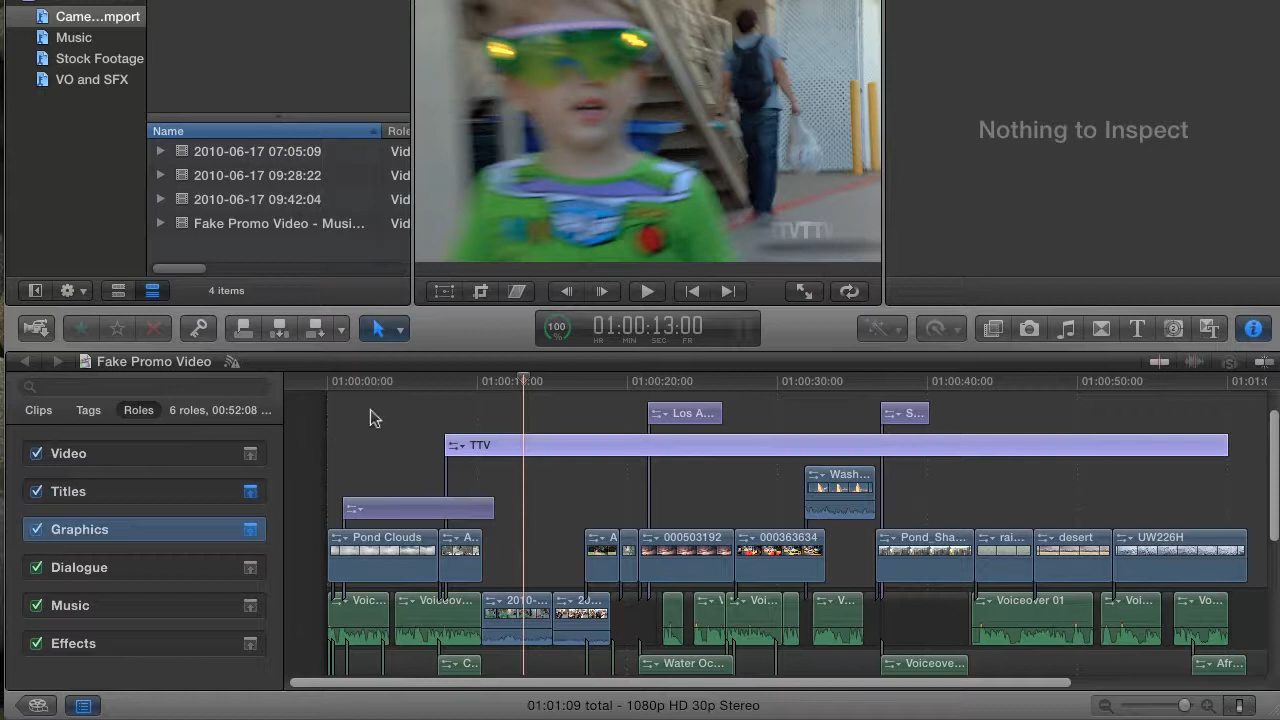 Came...mport
Music
Stock Footage
VO and SFX
Name
Role
2010-06-17 07:05:09
Vid
2010-06-17 09:28:22
Vid
2010-06-17 09:42:04
Vid
Fake Promo Video - Musi...
Vid
4 items
TVTTV
Nothing to Inspect
100
%
01:00:13:00
HR MIN SEC FR
Fake Promo Video
Clips Tags Roles 6 roles, 00:52:08 ...
Video
Titles
Graphics
Dialogue
Music
Effects
01:00:00:00
01:00:10:00
01:00:20:00
01:00:30:00
01:00:40:00
01:00:50:00
Los A...
S...
TTV
Wash...
Pond Clouds
A..
A
000503192
000363634
Pond_Sha...
rai...
desert
UW226H
Voic...
Voiceov...
2010-...
20...
V
Voi...
V...
Voiceover 01
Voi...
Vo...
C..
Water Oc...
Voiceove...
Afr...
01:01:09 total - 1080p HD 30p Stereo